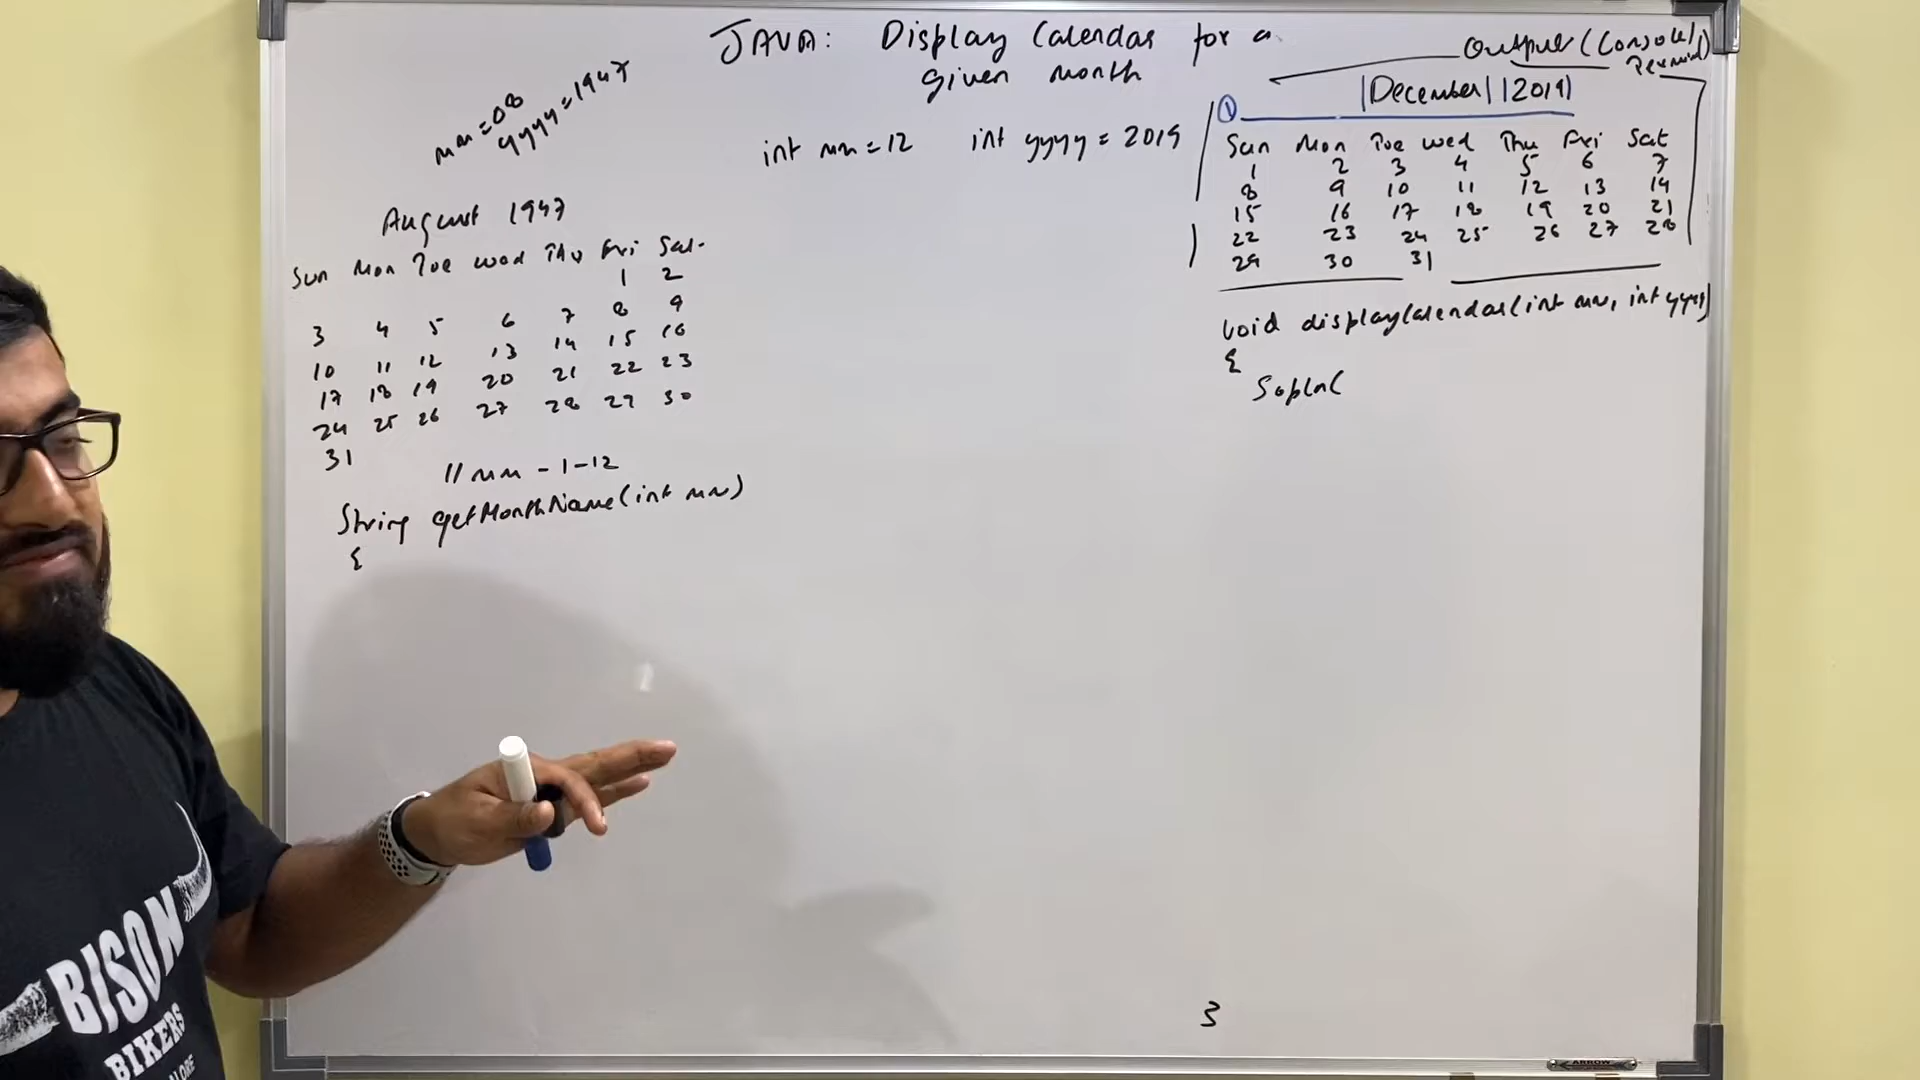 JAVA: Display Calendar for a
given month
Output (Console/
Terminal)
mm = 08
yyyy = 1947
int mm = 12 int yyyy = 2019
August 1947
Sun Mon Tue Wed Thu Fri Sat
1 2
3 4 5 6 7 8 9
10 11 12 13 14 15 16
17 18 19 20 21 22 23
24 25 26 27 28 29 30
31
// mm - 1-12
String getMonthName(int mm)
{
|December| |2019|
1
Sun Mon Tue Wed Thu Fri Sat
1 2 3 4 5 6 7
8 9 10 11 12 13 14
15 16 17 18 19 20 21
22 23 24 25 26 27 28
29 30 31
void displayCalendar(int mm, int yyyy)
{
Sopln(
}
BISON
BIKERS
ARROW